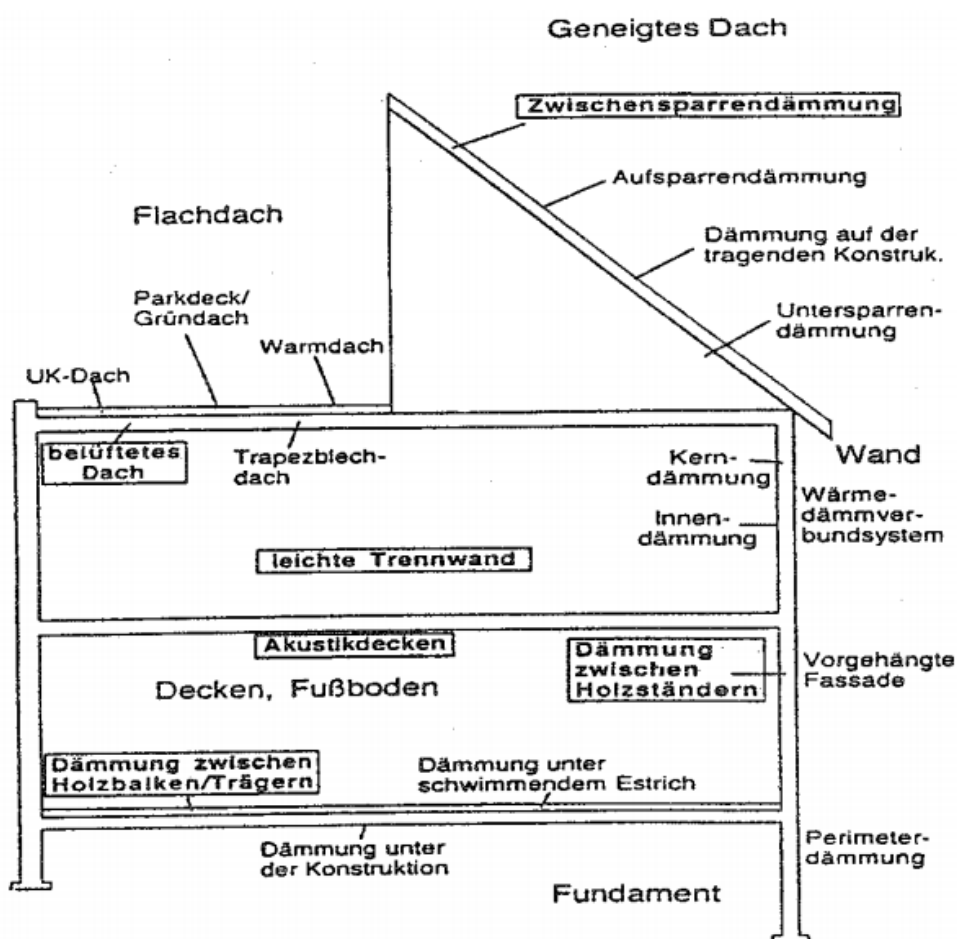 Geneigtes Dach
Zwischensparrendämmung
Aufsparrendämmung
Flachdach
Dämmung auf der
tragenden Konstruk.
Parkdeck/
Gründach
Untersparren-
dämmung
Warmdach
UK-Dach
belüftetes
Dach
Trapezblech-
dach
Kern-
dämmung
Wand
Wärme-
dämmver-
bundsystem
Innen-
dämmung
leichte Trennwand
Akustikdecken
Dämmung
zwischen
Holzständern
Vorgehängte
Fassade
Decken, Fußboden
Dämmung zwischen
Holzbalken/Trägern
Dämmung unter
schwimmendem Estrich
Dämmung unter
der Konstruktion
Perimeter-
dämmung
Fundament